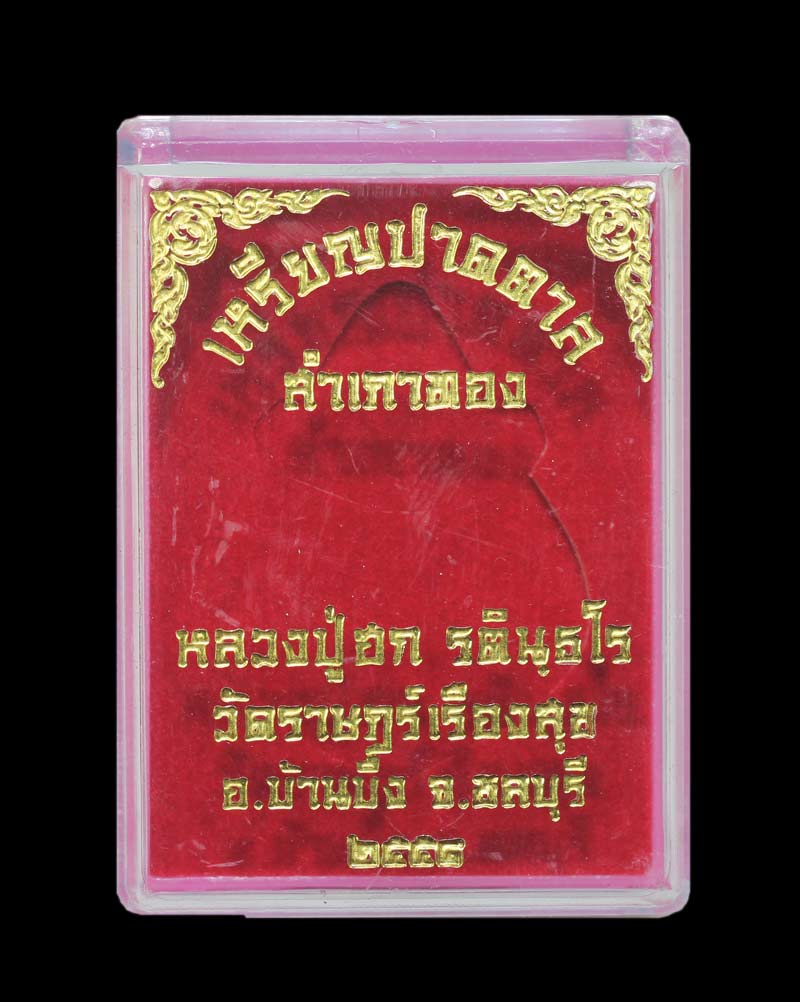 เหรียญปาดตาล
สำเภาทอง
หลวงปู่ฮก รตินฺธโร
วัดราษฎร์เรืองสุข
อ.บ้านบึง จ.ชลบุรี
๒๕๕๘